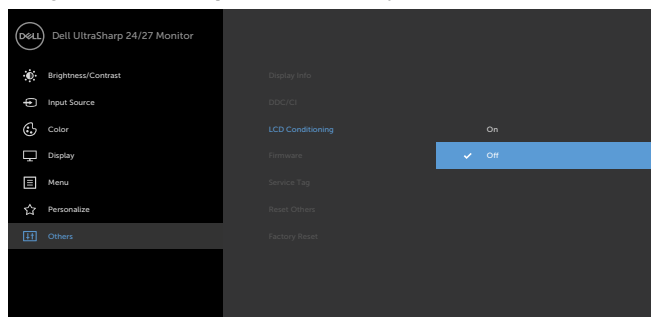 DELL Dell UltraSharp 24/27 Monitor
Brightness/Contrast
Input Source
Color
Display
Menu
Personalize
Others
Display Info
DDC/CI
LCD Conditioning
Firmware
Service Tag
Reset Others
Factory Reset
On
Off